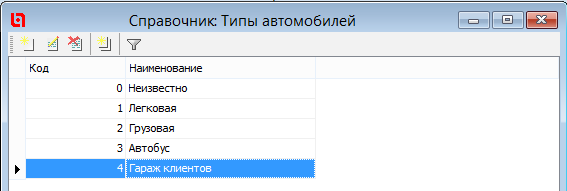 Справочник: Типы автомобилей
Код Наименование
0 Неизвестно
1 Легковая
2 Грузовая
3 Автобус
4 Гараж клиентов